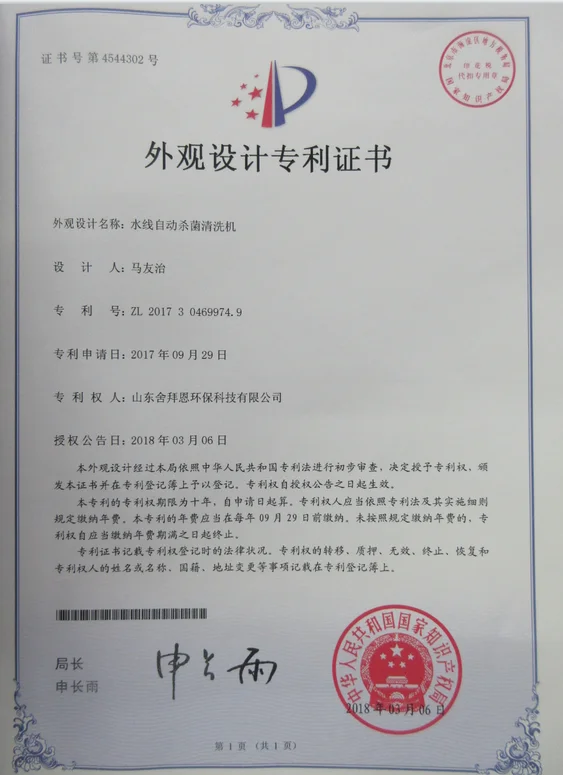 证书号第4544302号
印花税
代扣专用章
国家知识产权局
外观设计专利证书
外观设计名称：水线自动杀菌清洗机
设计人：马友治
专利号：ZL 2017 3 0469974.9
专利申请日：2017年09月29日
专利权人：山东舍拜恩环保科技有限公司
授权公告日：2018年03月06日
本外观设计经过本局依照中华人民共和国专利法进行初步审查，决定授予专利权，颁
发本证书并在专利登记簿上予以登记。专利权自授权公告之日起生效。
本专利的专利权期限为十年，自申请日起算。专利权人应当依照专利法及其实施细则
规定缴纳年费。本专利的年费应当在每年09月29日前缴纳。未按照规定缴纳年费的，专
利权自应当缴纳年费期满之日起终止。
专利证书记载专利权登记时的法律状况。专利权的转移、质押、无效、终止、恢复和
专利权人的姓名或名称、国籍、地址变更等事项记载在专利登记簿上。
局长
申长雨
申长雨
中华人民共和国国家知识产权局
2018年03月06日
第1页（共1页）